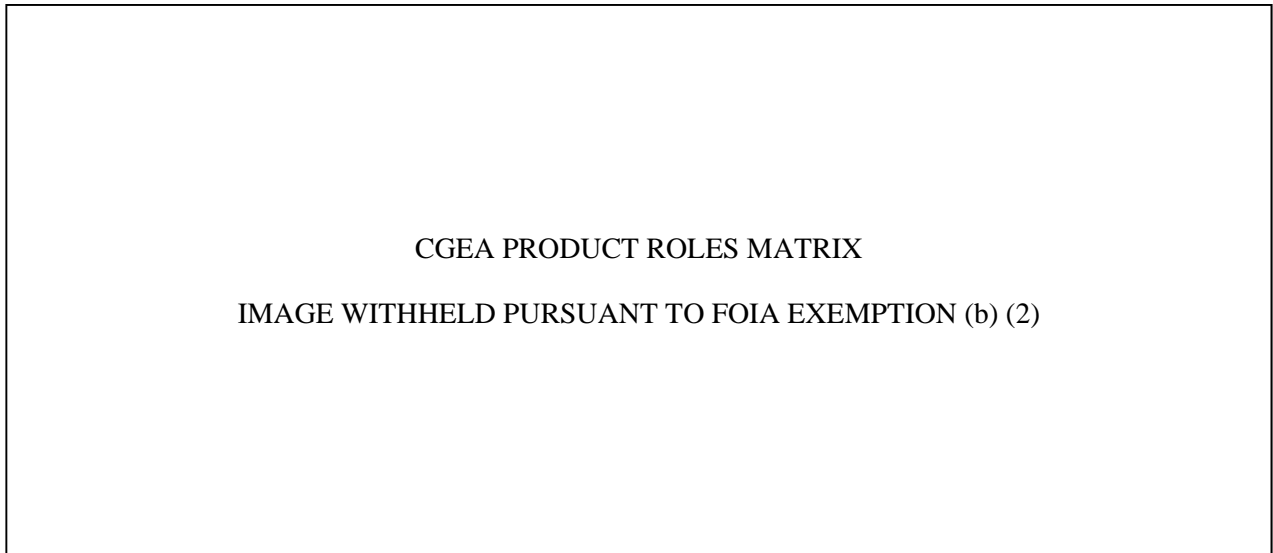 CGEA PRODUCT ROLES MATRIX
IMAGE WITHHELD PURSUANT TO FOIA EXEMPTION (b) (2)